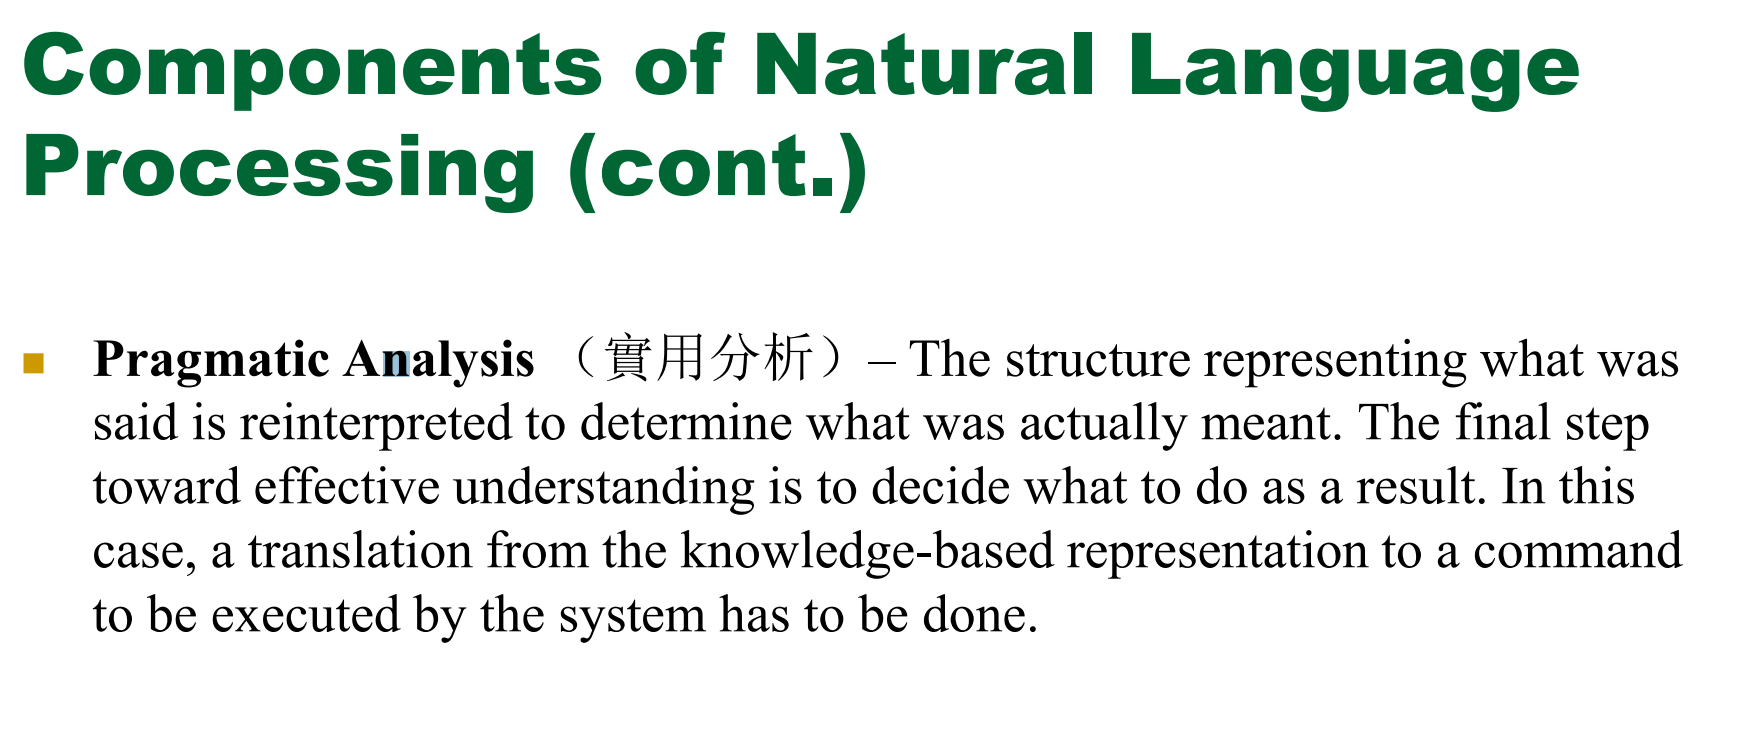 Components of Natural Language
Processing (cont.)
Pragmatic Analysis （實用分析）– The structure representing what was
said is reinterpreted to determine what was actually meant. The final step
toward effective understanding is to decide what to do as a result. In this
case, a translation from the knowledge-based representation to a command
to be executed by the system has to be done.